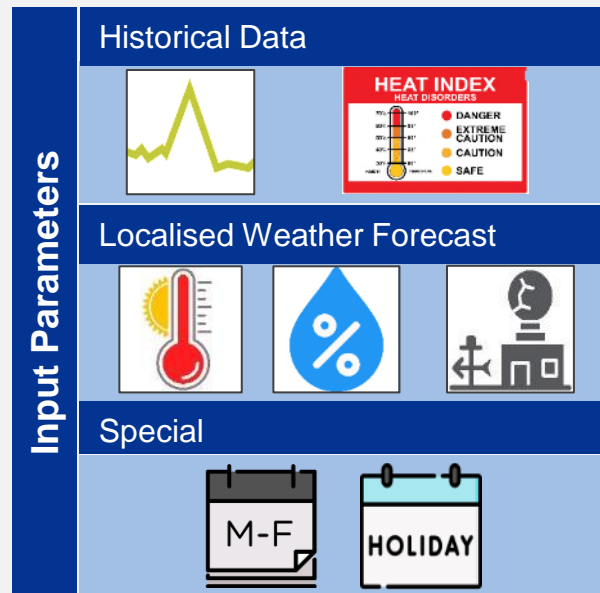 Input Parameters
Historical Data
HEAT INDEX
HEAT DISORDERS
DANGER
EXTREME
CAUTION
CAUTION
SAFE
Localised Weather Forecast
%
Special
M-F
HOLIDAY